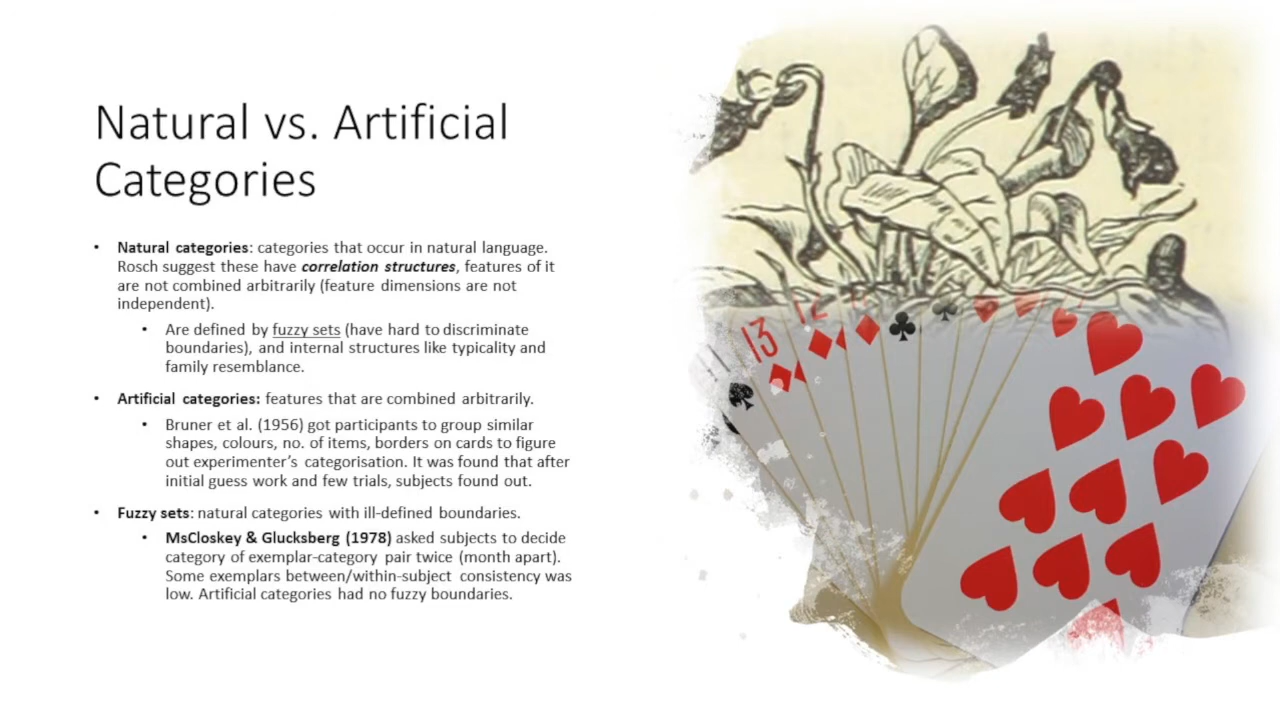 Natural vs. Artificial
Categories
• Natural categories: categories that occur in natural language.
Rosch suggest these have correlation structures, features of it
are not combined arbitrarily (feature dimensions are not
independent).
• Are defined by fuzzy sets (have hard to discriminate
boundaries), and internal structures like typicality and
family resemblance.
• Artificial categories: features that are combined arbitrarily.
• Bruner et al. (1956) got participants to group similar
shapes, colours, no. of items, borders on cards to figure
out experimenter's categorisation. It was found that after
initial guess work and few trials, subjects found out.
• Fuzzy sets: natural categories with ill-defined boundaries.
• MsCloskey & Glucksberg (1978) asked subjects to decide
category of exemplar-category pair twice (month apart).
Some exemplars between/within-subject consistency was
low. Artificial categories had no fuzzy boundaries.
13
12